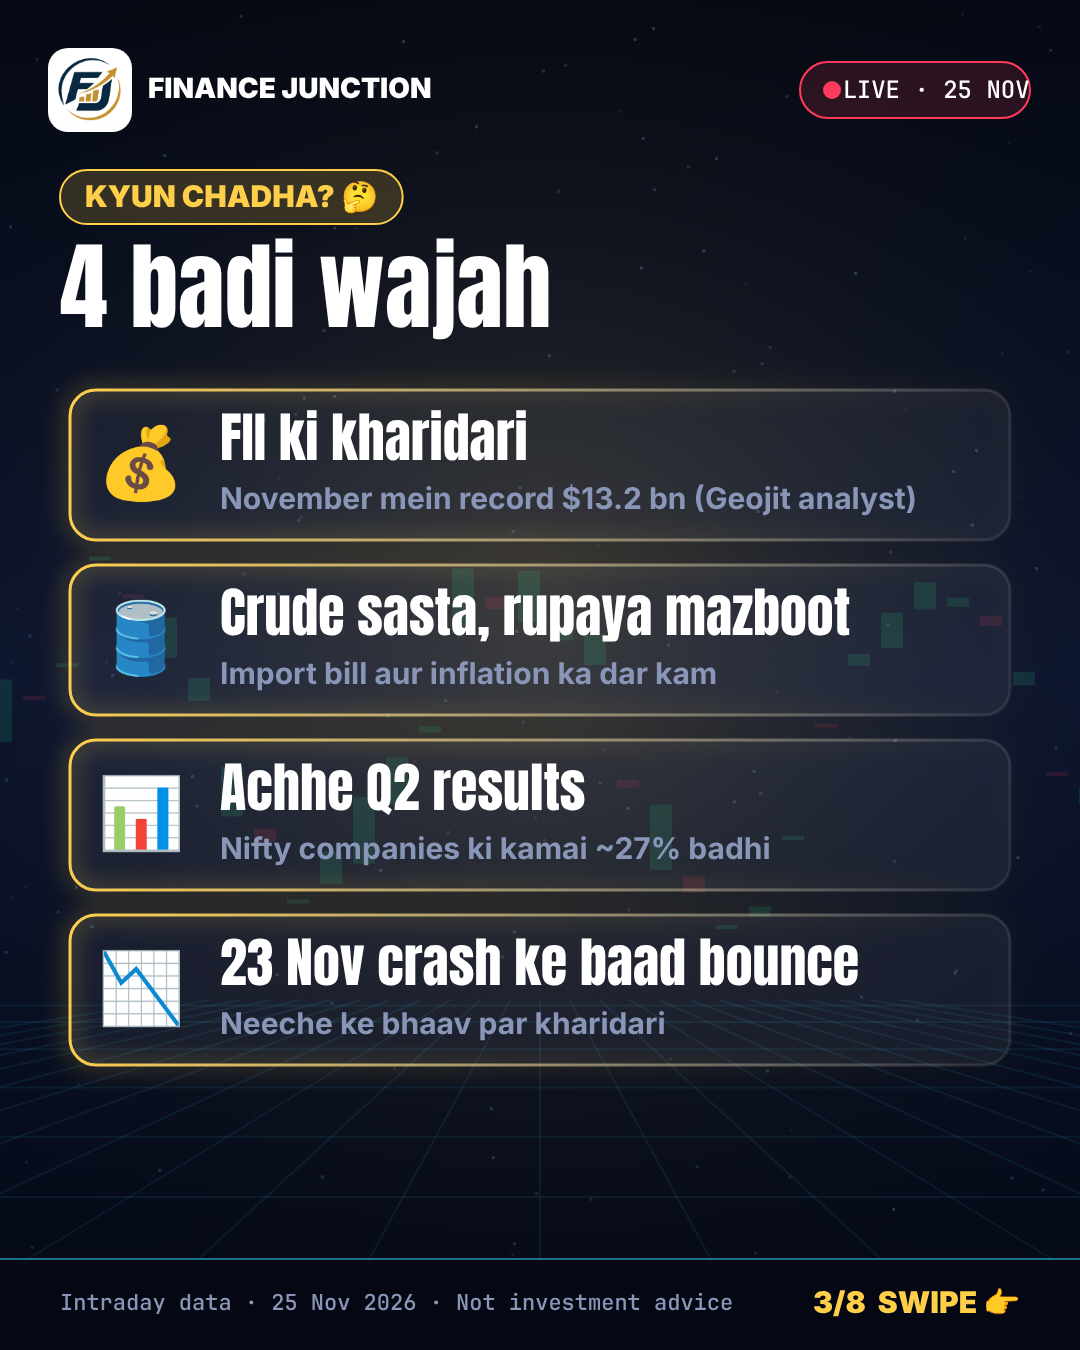 FJ
FINANCE JUNCTION
LIVE · 25 NOV
KYUN CHADHA? 🤔
4 badi wajah
FII ki kharidari
November mein record $13.2 bn (Geojit analyst)
Crude sasta, rupaya mazboot
Import bill aur inflation ka dar kam
Achhe Q2 results
Nifty companies ki kamai ~27% badhi
23 Nov crash ke baad bounce
Neeche ke bhaav par kharidari
Intraday data · 25 Nov 2026 · Not investment advice
3/8 SWIPE 👉